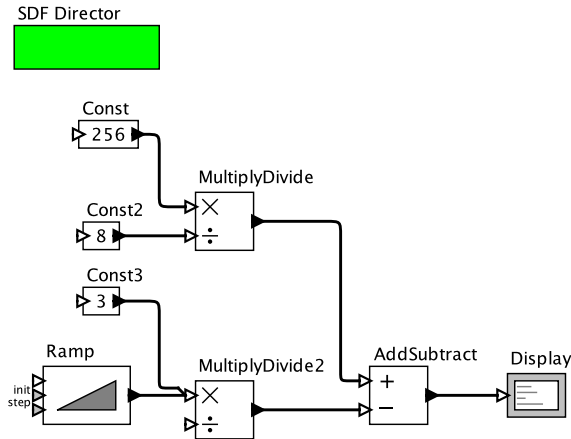 SDF Director
Const
256
MultiplyDivide
×
÷
Const2
8
Const3
3
Ramp
init
step
MultiplyDivide2
×
÷
AddSubtract
+
−
Display